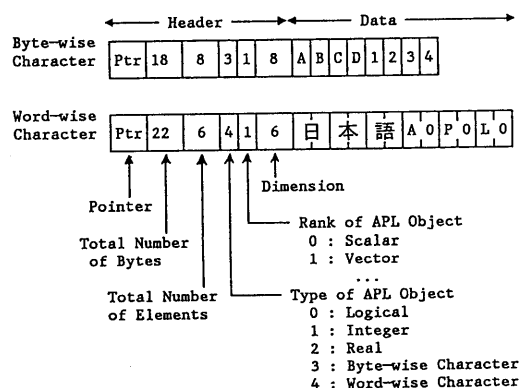 Header Data
Byte-wise
Character Ptr 18 8 3 1 8 A B C D 1 2 3 4
Word-wise
Character Ptr 22 6 4 1 6 日 本 語 A 0 P 0 L 0
Dimension
Pointer
Rank of APL Object
0 : Scalar
1 : Vector
...
Total Number
of Bytes
Total Number
of Elements
Type of APL Object
0 : Logical
1 : Integer
2 : Real
3 : Byte-wise Character
4 : Word-wise Character